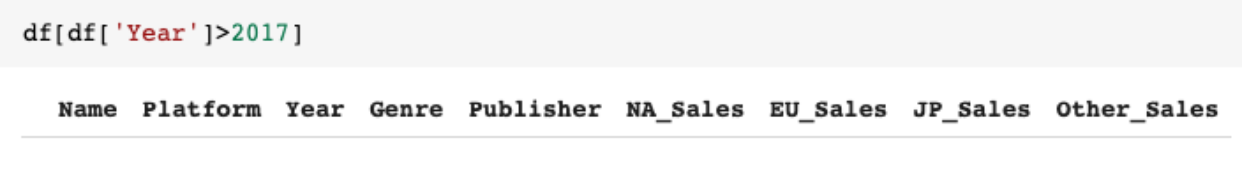 df[df['Year']>2017]
Name Platform Year Genre Publisher NA_Sales EU_Sales JP_Sales Other_Sales